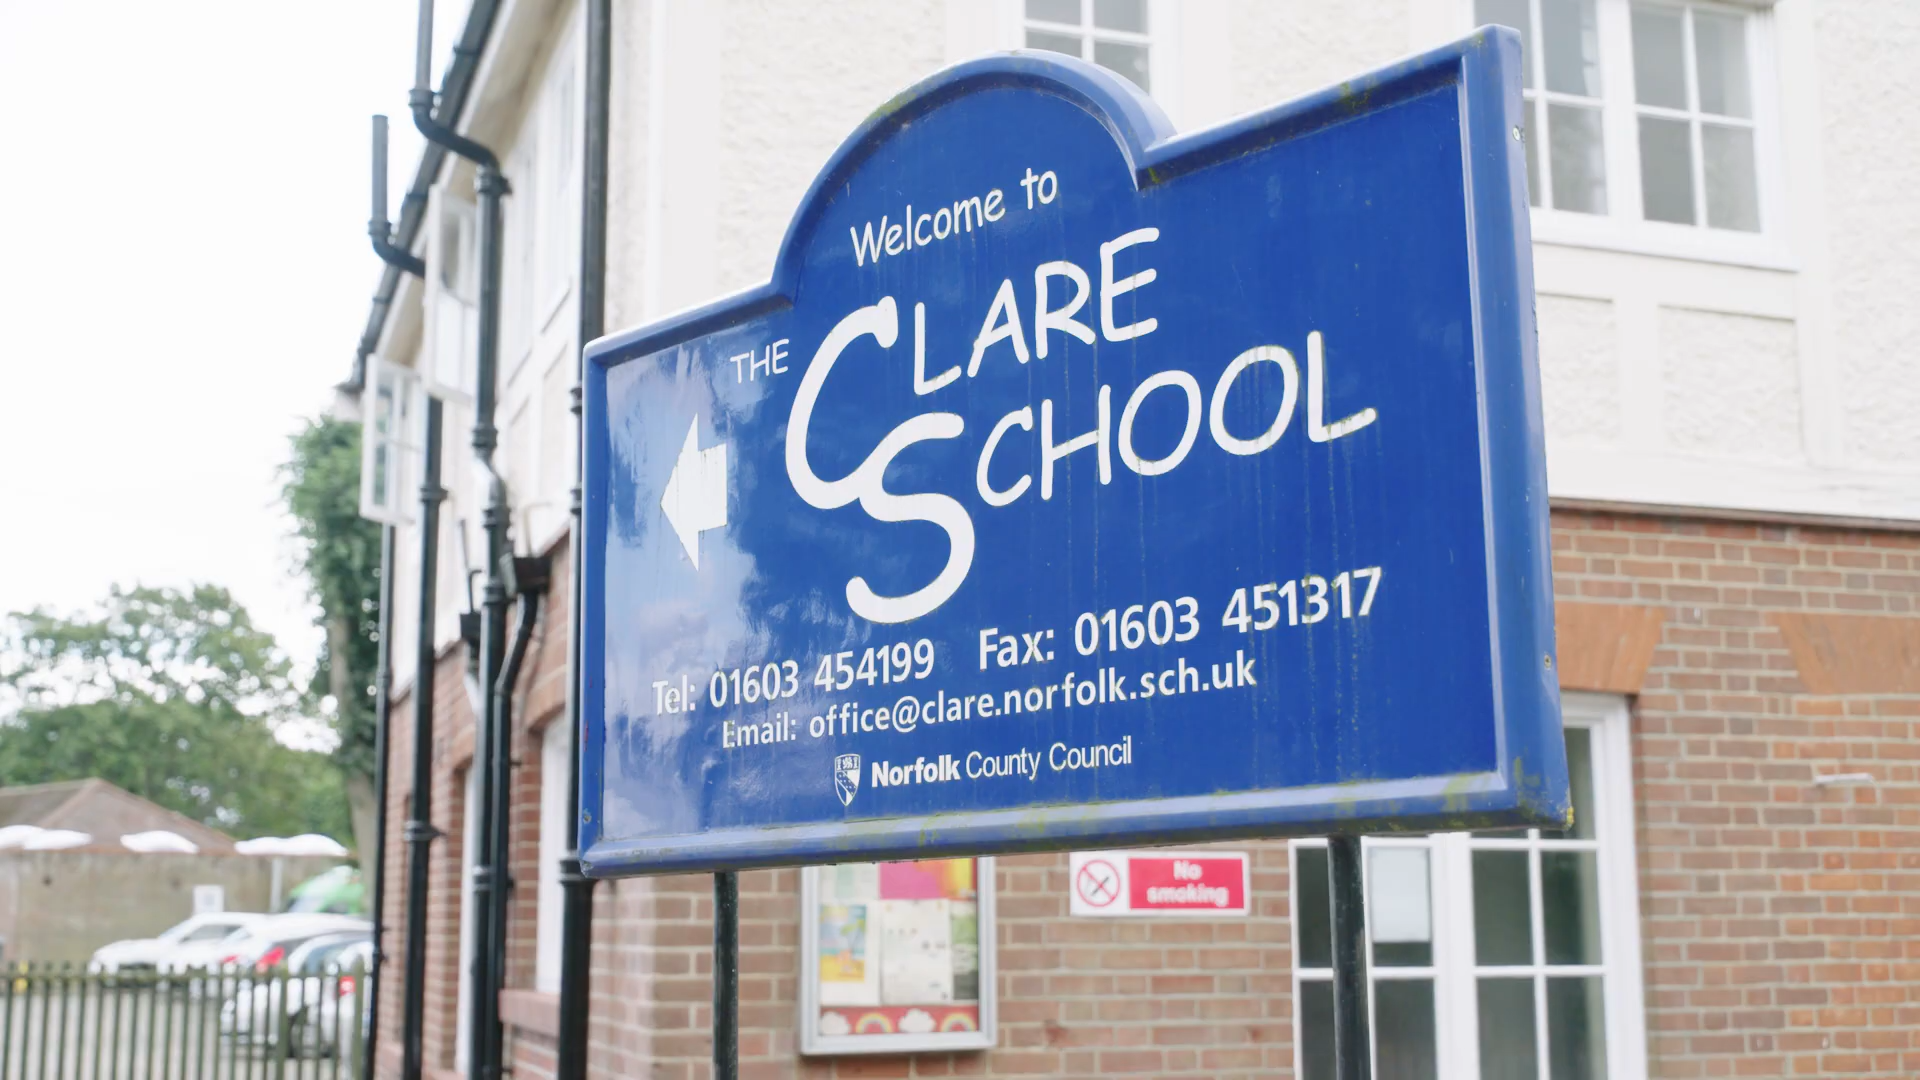 Welcome to
THE CLARE
SCHOOL
Tel: 01603 454199 Fax: 01603 451317
Email: office@clare.norfolk.sch.uk
Norfolk County Council
No
smoking